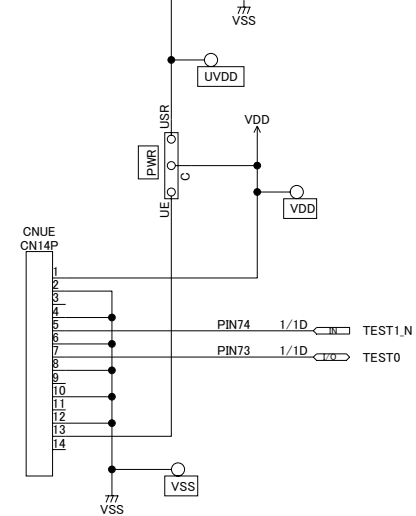 VSS
UVDD
USR
VDD
PWR
C
VDD
UE
CNUE
CN14P
1
2
3
4
5
PIN74
1/1D
IN
TEST1_N
6
7
PIN73
1/1D
I/O
TEST0
8
9
10
11
12
13
14
VSS
VSS